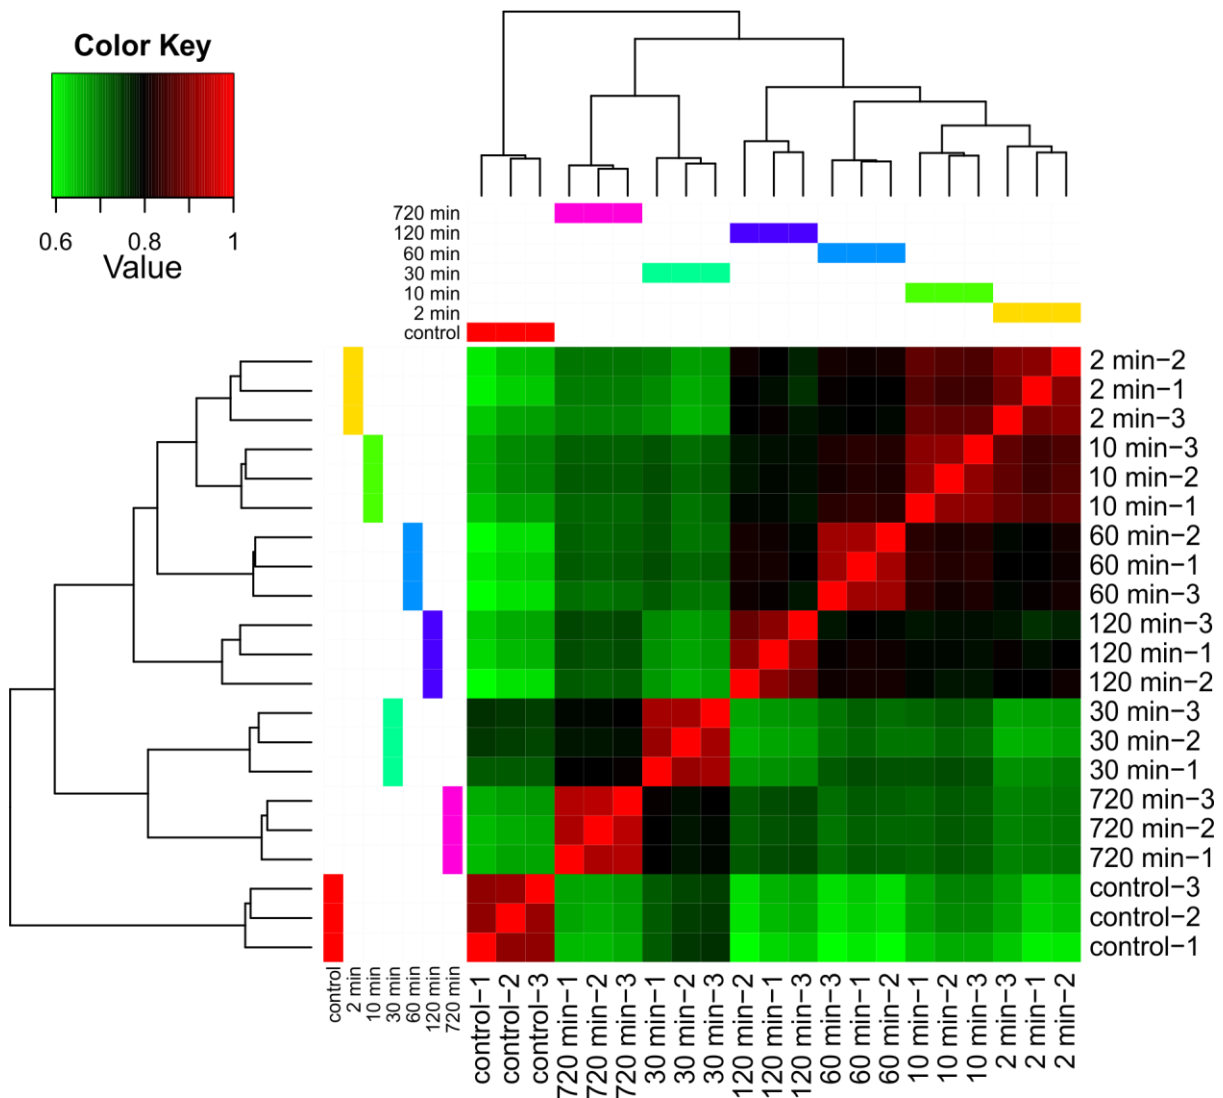 Color Key
0.6 0.8 1
Value
720 min
120 min
60 min
30 min
10 min
2 min
control
2 min−2
2 min−1
2 min−3
10 min−3
10 min−2
10 min−1
60 min−2
60 min−1
60 min−3
120 min−3
120 min−1
120 min−2
30 min−3
30 min−2
30 min−1
720 min−3
720 min−2
720 min−1
control−3
control−2
control−1
control
2 min
10 min
30 min
60 min
120 min
720 min
control−1
control−2
control−3
720 min−1
720 min−2
720 min−3
30 min−1
30 min−2
30 min−3
120 min−2
120 min−1
120 min−3
60 min−3
60 min−1
60 min−2
10 min−1
10 min−2
10 min−3
2 min−3
2 min−1
2 min−2